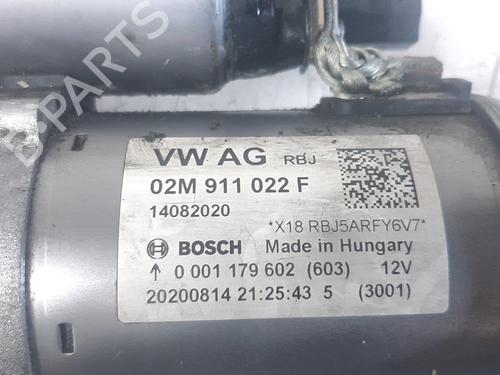 B-PARTS
VW AG RBJ
02M 911 022 F
14082020
*X18 RBJ5ARFY6V7*
BOSCH Made in Hungary
↑ 0 001 179 602 (603) 12V
20200814 21:25:43 5 (3001)